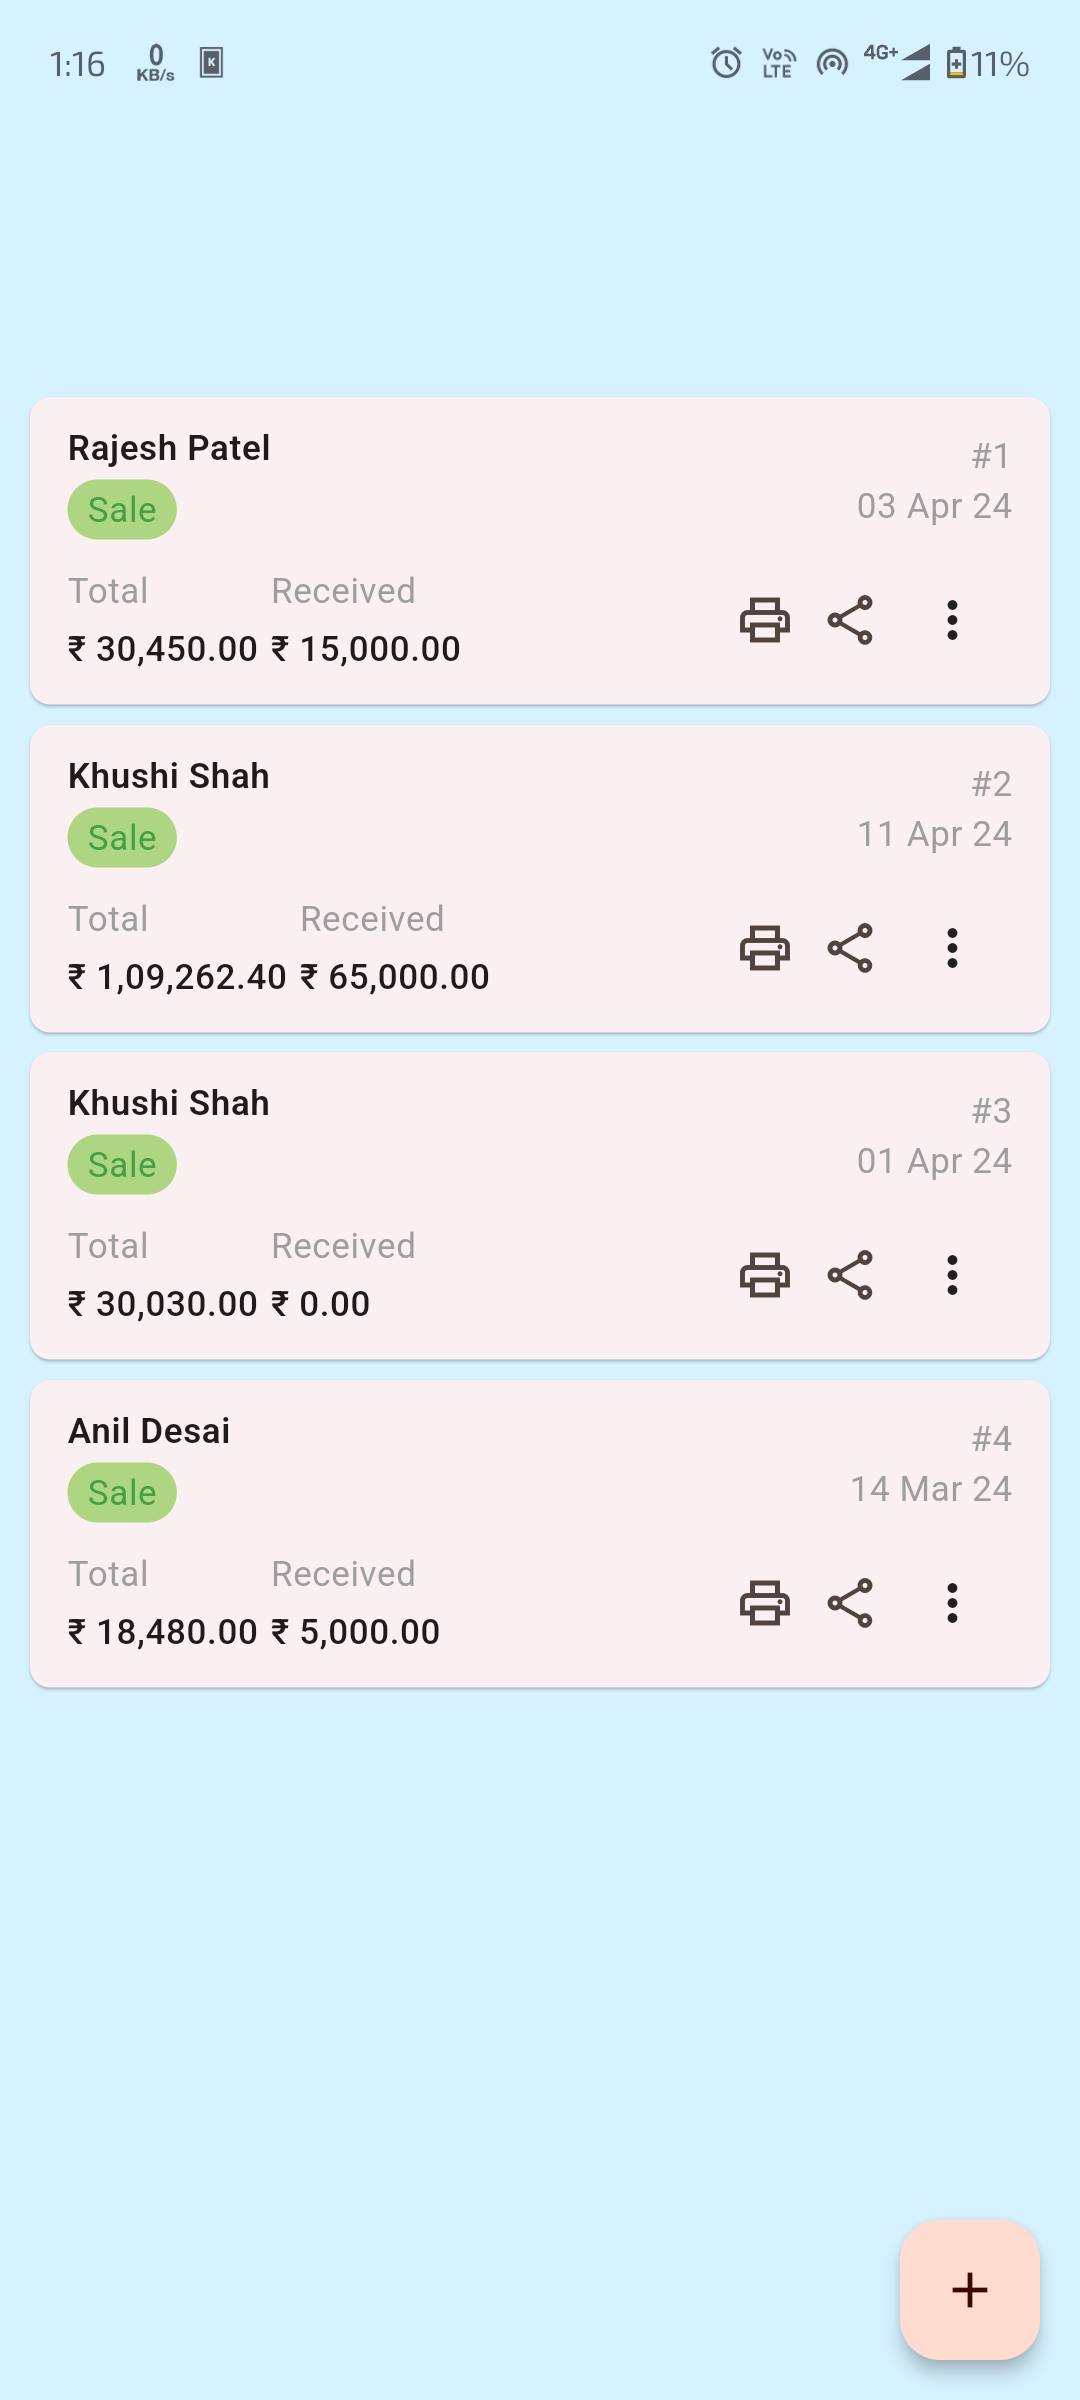 1:16 0 KB/s K VoLTE 4G+ 11%
Rajesh Patel
#1
Sale
03 Apr 24
Total Received
₹ 30,450.00 ₹ 15,000.00
Khushi Shah
#2
Sale
11 Apr 24
Total Received
₹ 1,09,262.40 ₹ 65,000.00
Khushi Shah
#3
Sale
01 Apr 24
Total Received
₹ 30,030.00 ₹ 0.00
Anil Desai
#4
Sale
14 Mar 24
Total Received
₹ 18,480.00 ₹ 5,000.00